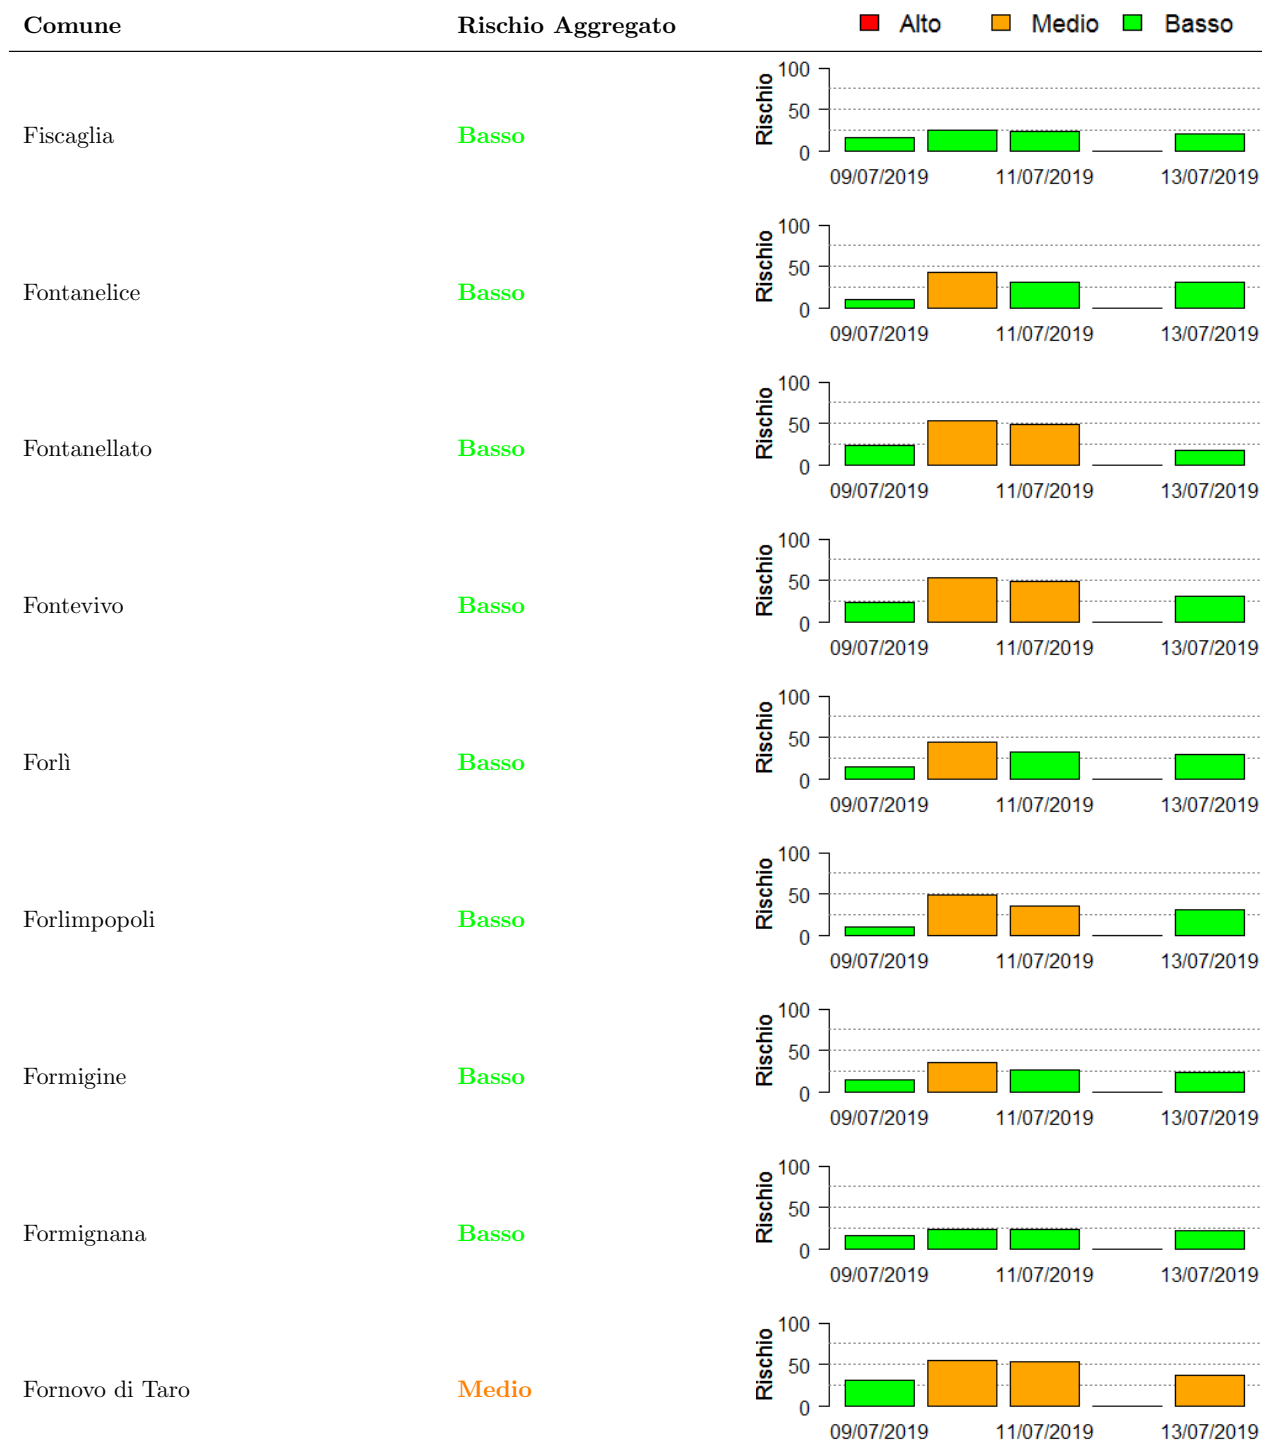 Comune Rischio Aggregato Alto Medio Basso
Fiscaglia Basso
Rischio
100
50
0
09/07/2019 11/07/2019 13/07/2019
Fontanelice Basso
Rischio
100
50
0
09/07/2019 11/07/2019 13/07/2019
Fontanellato Basso
Rischio
100
50
0
09/07/2019 11/07/2019 13/07/2019
Fontevivo Basso
Rischio
100
50
0
09/07/2019 11/07/2019 13/07/2019
Forlì Basso
Rischio
100
50
0
09/07/2019 11/07/2019 13/07/2019
Forlimpopoli Basso
Rischio
100
50
0
09/07/2019 11/07/2019 13/07/2019
Formigine Basso
Rischio
100
50
0
09/07/2019 11/07/2019 13/07/2019
Formignana Basso
Rischio
100
50
0
09/07/2019 11/07/2019 13/07/2019
Fornovo di Taro Medio
Rischio
100
50
0
09/07/2019 11/07/2019 13/07/2019